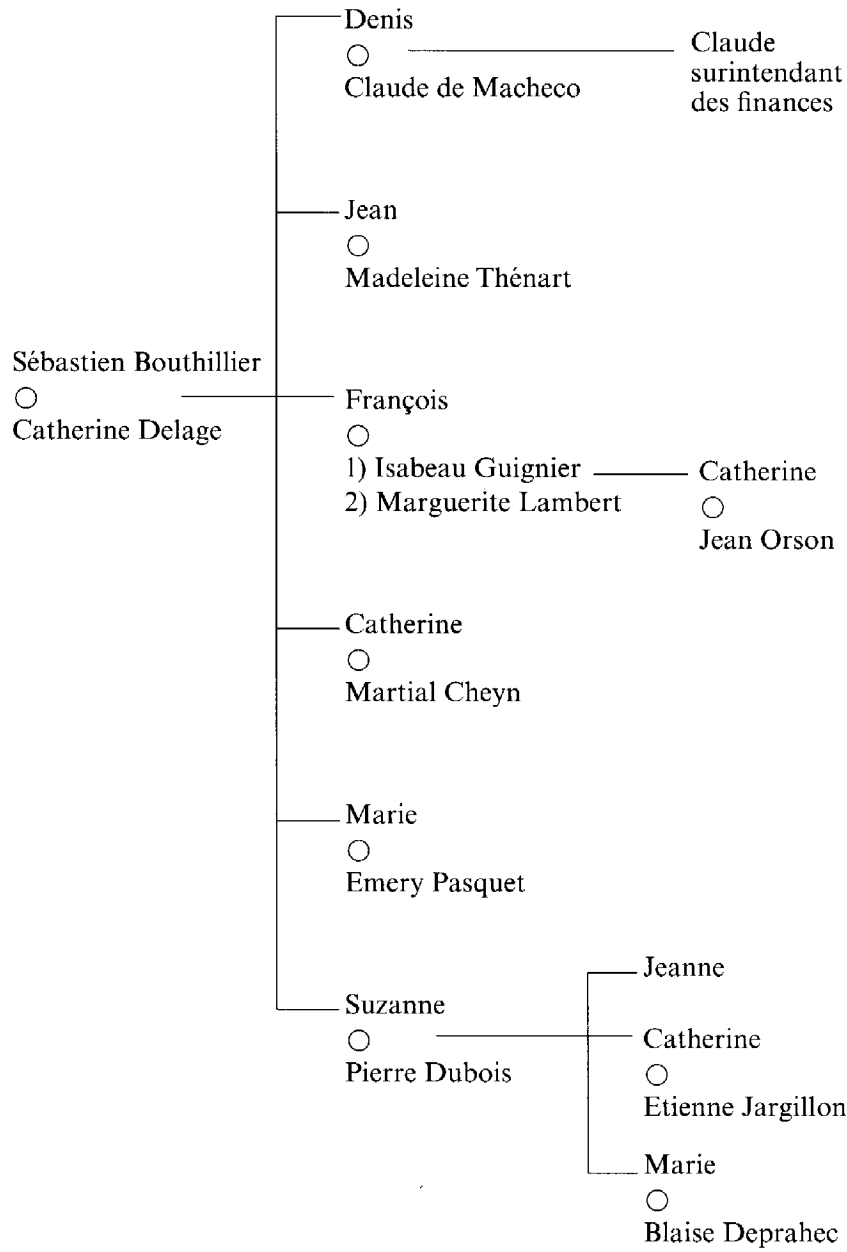 Denis
Claude de Macheco
Claude
surintendant
des finances
Jean
Madeleine Thénart
Sébastien Bouthillier
Catherine Delage
François
1) Isabeau Guignier
2) Marguerite Lambert
Catherine
Jean Orson
Catherine
Martial Cheyn
Marie
Emery Pasquet
Suzanne
Pierre Dubois
Jeanne
Catherine
Etienne Jargillon
Marie
Blaise Deprahec